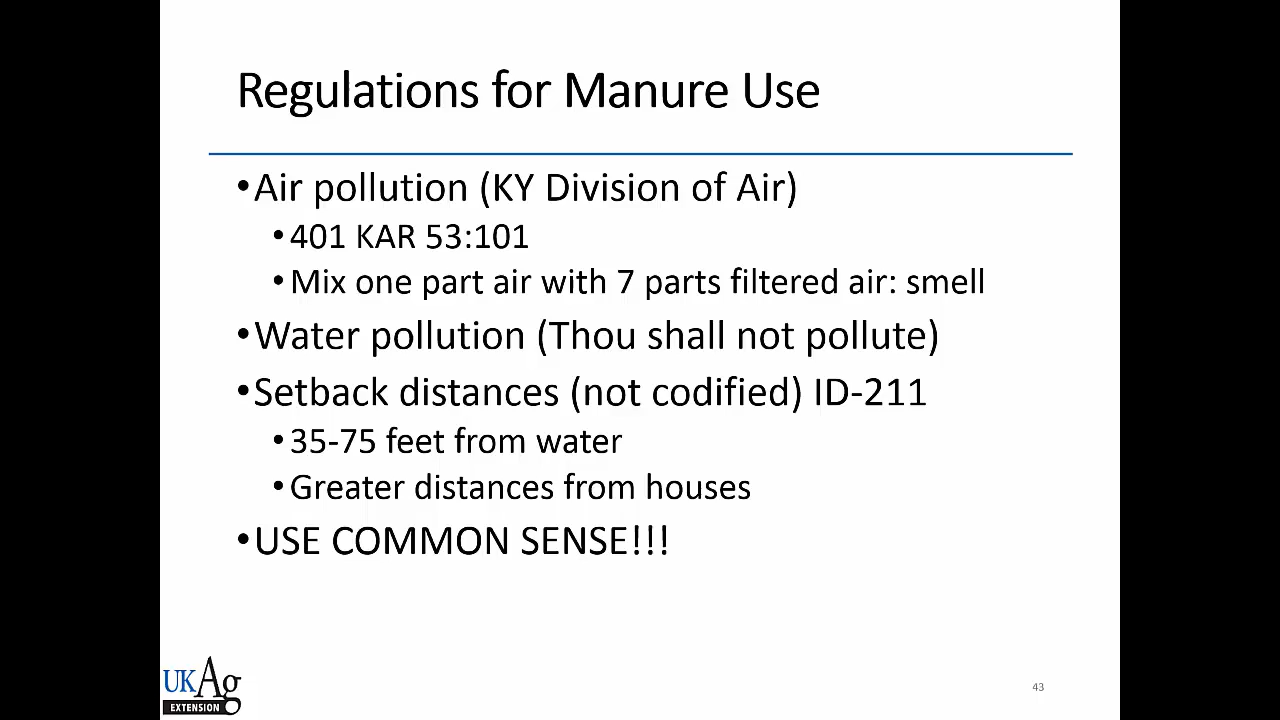 Regulations for Manure Use
•Air pollution (KY Division of Air)
•401 KAR 53:101
•Mix one part air with 7 parts filtered air: smell
•Water pollution (Thou shall not pollute)
•Setback distances (not codified) ID-211
•35-75 feet from water
•Greater distances from houses
•USE COMMON SENSE!!!
UKAg
EXTENSION
43